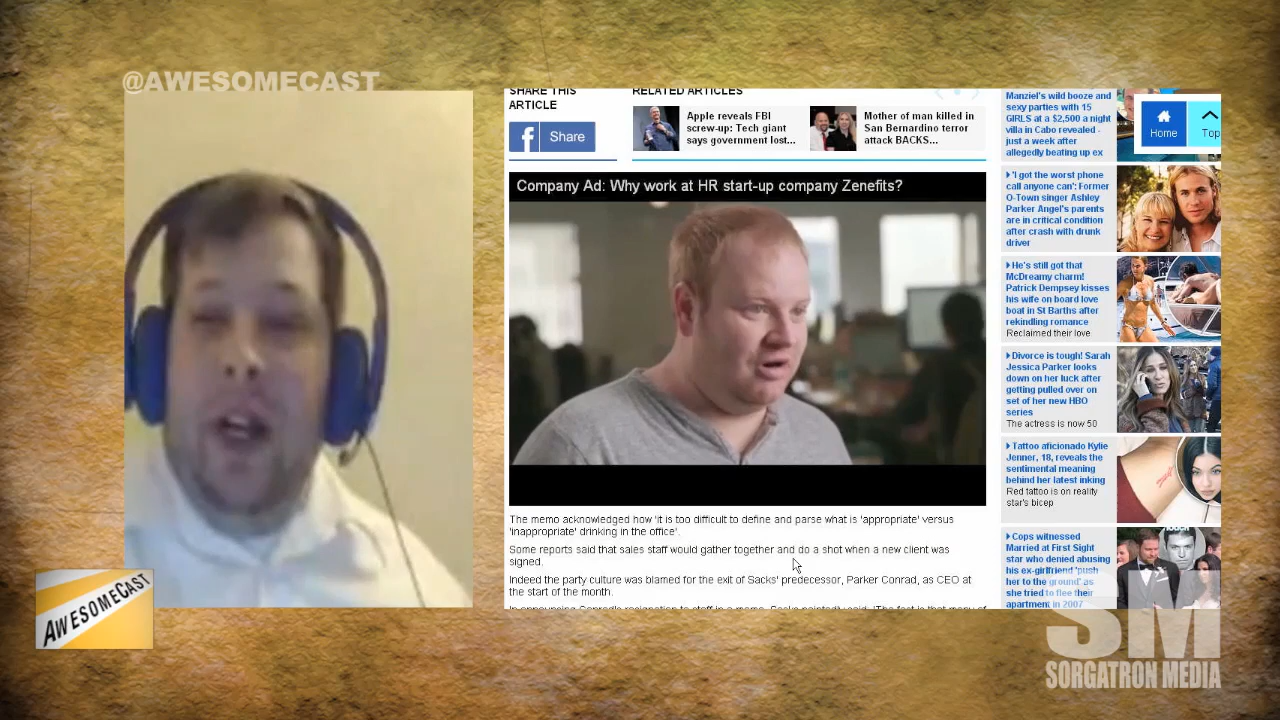 @AWESOMECAST
SHARE THIS
ARTICLE
f Share
RELATED ARTICLES
Apple reveals FBI
screw-up: Tech giant
says government lost...
Mother of man killed in
San Bernardino terror
attack BACKS...
Company Ad: Why work at HR start-up company Zenefits?
The memo acknowledged how 'it is too difficult to define and parse what is 'appropriate' versus
'inappropriate' drinking in the office'.
Some reports said that sales staff would gather together and do a shot when a new client was
signed.
Indeed the party culture was blamed for the exit of Sacks' predecessor, Parker Conrad, as CEO at
the start of the month.
Manziel's wild booze and
sexy parties with 15
GIRLS at a $2,500 a night
villa in Cabo revealed -
just a week after
allegedly beating up ex
Home
Top
'I got the worst phone
call anyone can': Former
O-Town singer Ashley
Parker Angel's parents
are in critical condition
after crash with drunk
driver
He's still got that
McDreamy charm!
Patrick Dempsey kisses
his wife on board love
boat in St Barths after
rekindling romance
Reclaimed their love
Divorce is tough! Sarah
Jessica Parker looks
down on her luck after
getting pulled over on
set of her new HBO
series
The actress is now 50
Tattoo aficionado Kylie
Jenner, 18, reveals the
sentimental meaning
behind her latest inking
Red tattoo is on reality
star's bicep
Cops witnessed
Married at First Sight
star who denied abusing
his ex-girlfriend 'push
her to the ground' as
she tried to flee their
apartment in 2007
AWESOMECAST
SM
SORGATRON MEDIA